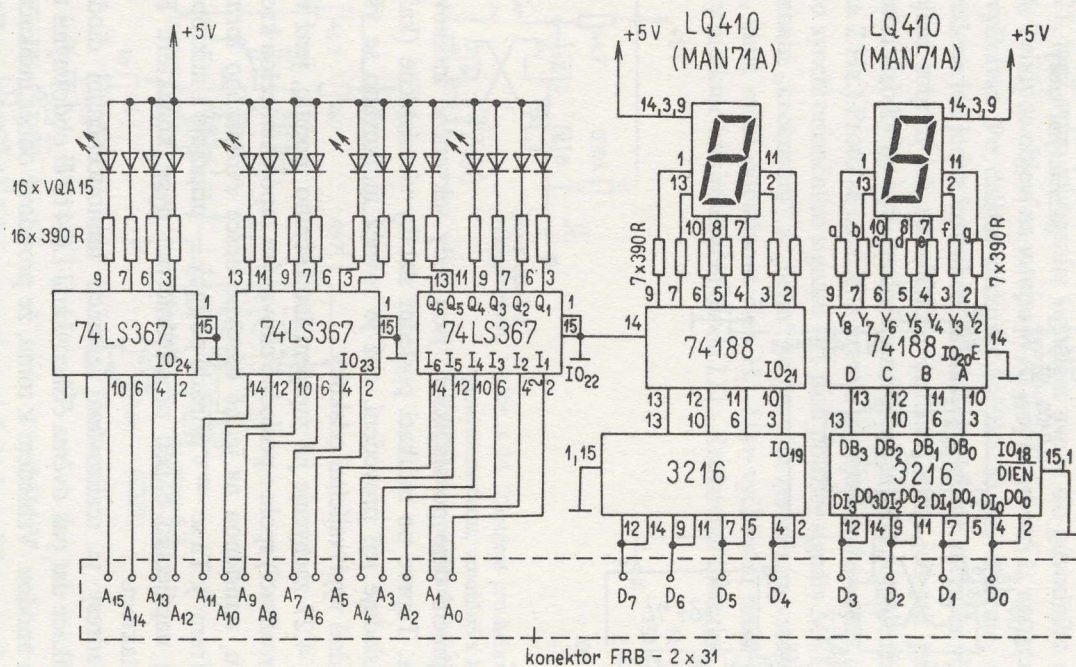 LQ410 LQ410
+5V +5V (MAN71A) (MAN71A) +5V
14,3,9 14,3,9
1 11 1 11
13 2 13 2
16 x VQA15
16 x 390 R
10 8 7 10 8 7
7x390R a b c d e f g 7x390R
9 7 6 5 4 3 2 9 7 6 5 4 3 2
9 7 6 3 13 11 9 7 6 3 13 11 9 7 6 3
1 1 Q6 Q5 Q4 Q3 Q2 Q1 1
15 15 15
74LS367 74LS367 74LS367
IO24 IO23 I6 I5 I4 I3 I2 I1 IO22
14 74188 Y8 Y7 Y6 Y5 Y4 Y3 Y2
IO21 74188 IO20 E 14
D C B A
10 6 4 2 14 12 10 6 4 2 14 12 10 6 4 2
13 12 11 10 13 12 11 10
13 10 6 3 13 10 6 3
1,15 IO19 DB3 DB2 DB1 DB0 IO18 15,1
3216 3216 DIEN
DI3 DO3 DI2 DO2 DI1 DO1 DI0 DO0
12 14 9 11 7 5 4 2 12 14 9 11 7 5 4 2
A15 A14 A13 A12 A11 A10 A9 A8 A7 A6 A5 A4 A3 A2 A1 A0 D7 D6 D5 D4 D3 D2 D1 D0
konektor FRB – 2 x 31